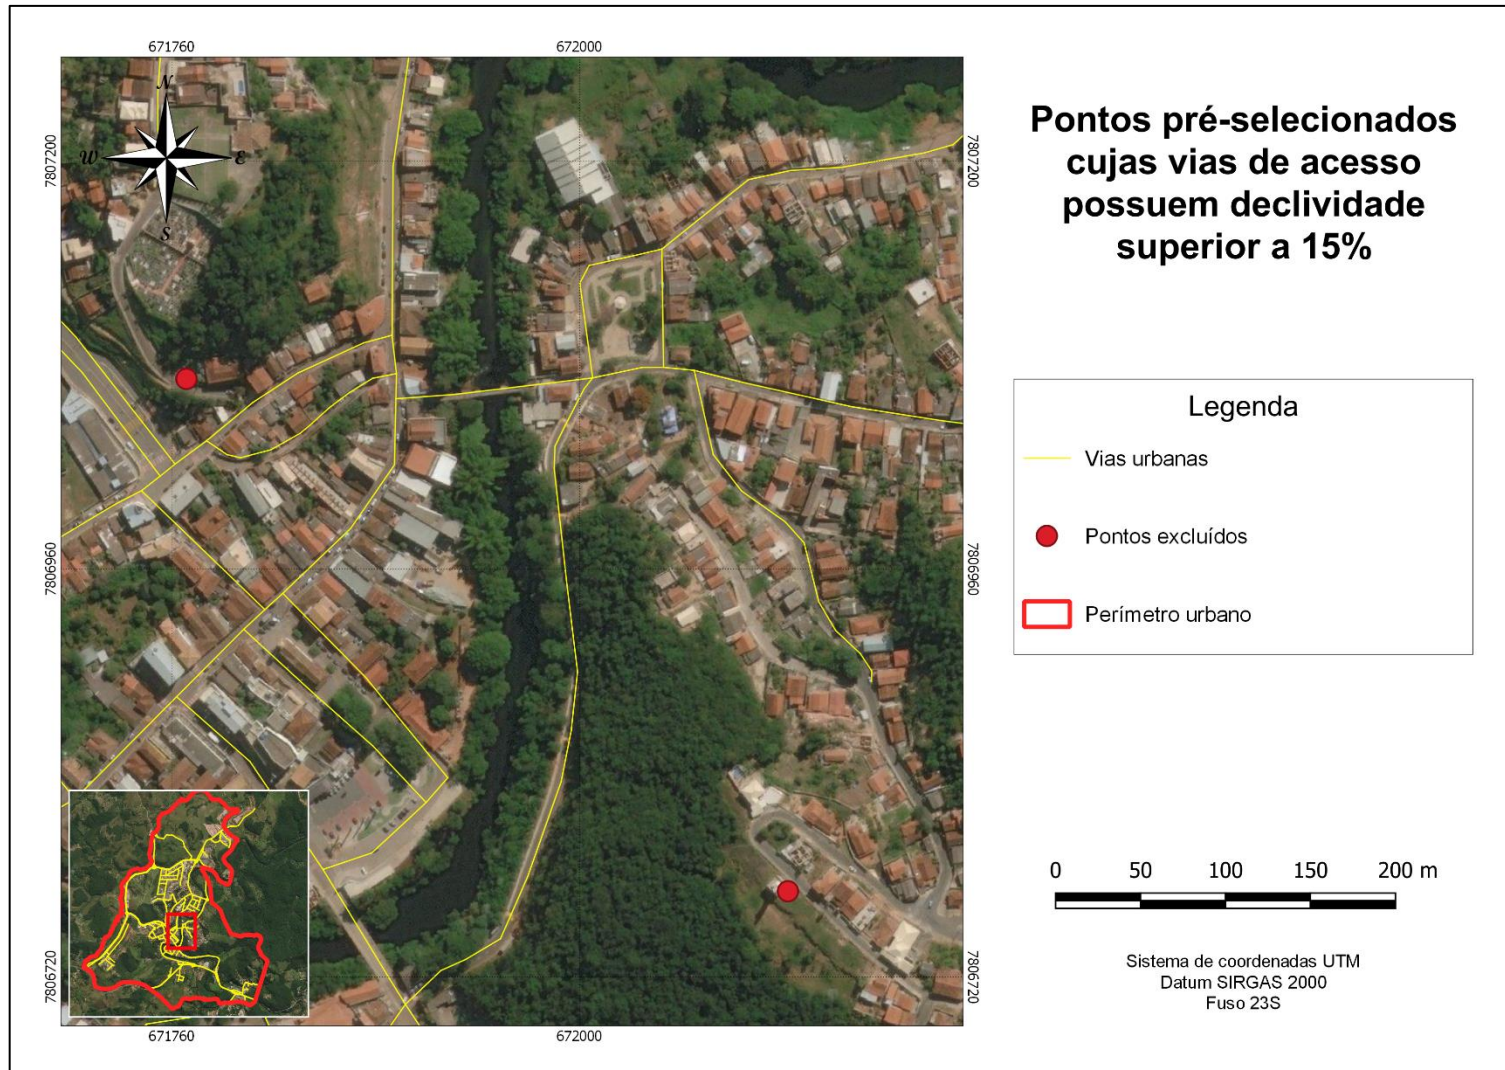 671760
672000
N
W
E
S
7807200
7807200
7806960
7806960
7806720
7806720
671760
672000
Pontos pré-selecionados
cujas vias de acesso
possuem declividade
superior a 15%
Legenda
Vias urbanas
Pontos excluídos
Perímetro urbano
0 50 100 150 200 m
Sistema de coordenadas UTM
Datum SIRGAS 2000
Fuso 23S